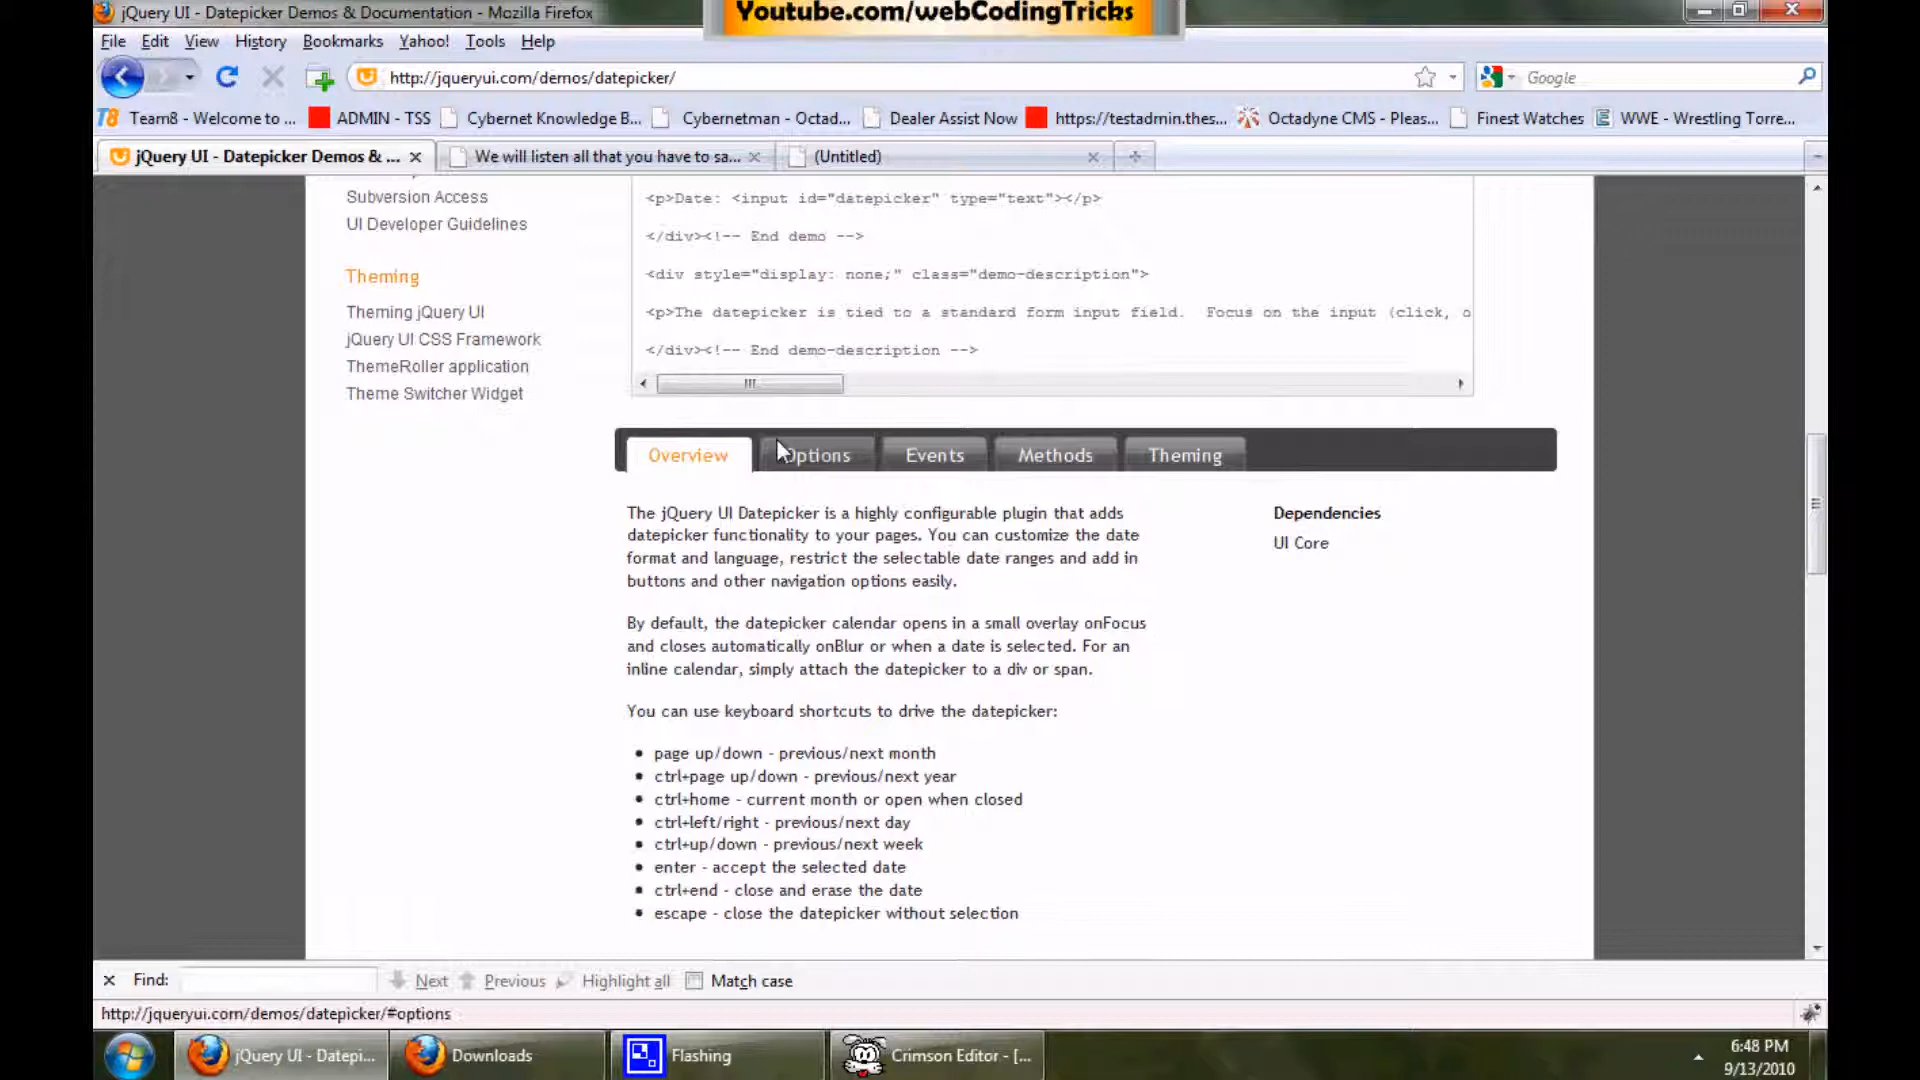 jQuery UI - Datepicker Demos & Documentation - Mozilla Firefox
Youtube.com/webCodingTricks
File Edit View History Bookmarks Yahoo! Tools Help
http://jqueryui.com/demos/datepicker/
Google
Team8 - Welcome to ... ADMIN - TSS Cybernet Knowledge B... Cybernetman - Octad... Dealer Assist Now https://testadmin.thes... Octadyne CMS - Pleas... Finest Watches WWE - Wrestling Torre...
jQuery UI - Datepicker Demos & ... We will listen all that you have to sa... (Untitled)
Subversion Access
UI Developer Guidelines
Theming
Theming jQuery UI
jQuery UI CSS Framework
ThemeRoller application
Theme Switcher Widget
<p>Date: <input id="datepicker" type="text"></p>
</div><!-- End demo -->
<div style="display: none;" class="demo-description">
<p>The datepicker is tied to a standard form input field.  Focus on the input (click, o
</div><!-- End demo-description -->
Overview Options Events Methods Theming
The jQuery UI Datepicker is a highly configurable plugin that adds
datepicker functionality to your pages. You can customize the date
format and language, restrict the selectable date ranges and add in
buttons and other navigation options easily.
By default, the datepicker calendar opens in a small overlay onFocus
and closes automatically onBlur or when a date is selected. For an
inline calendar, simply attach the datepicker to a div or span.
You can use keyboard shortcuts to drive the datepicker:
• page up/down - previous/next month
• ctrl+page up/down - previous/next year
• ctrl+home - current month or open when closed
• ctrl+left/right - previous/next day
• ctrl+up/down - previous/next week
• enter - accept the selected date
• ctrl+end - close and erase the date
• escape - close the datepicker without selection
Dependencies
UI Core
Find: Next Previous Highlight all Match case
http://jqueryui.com/demos/datepicker/#options
jQuery UI - Datepi... Downloads Flashing Crimson Editor - [...
6:48 PM
9/13/2010